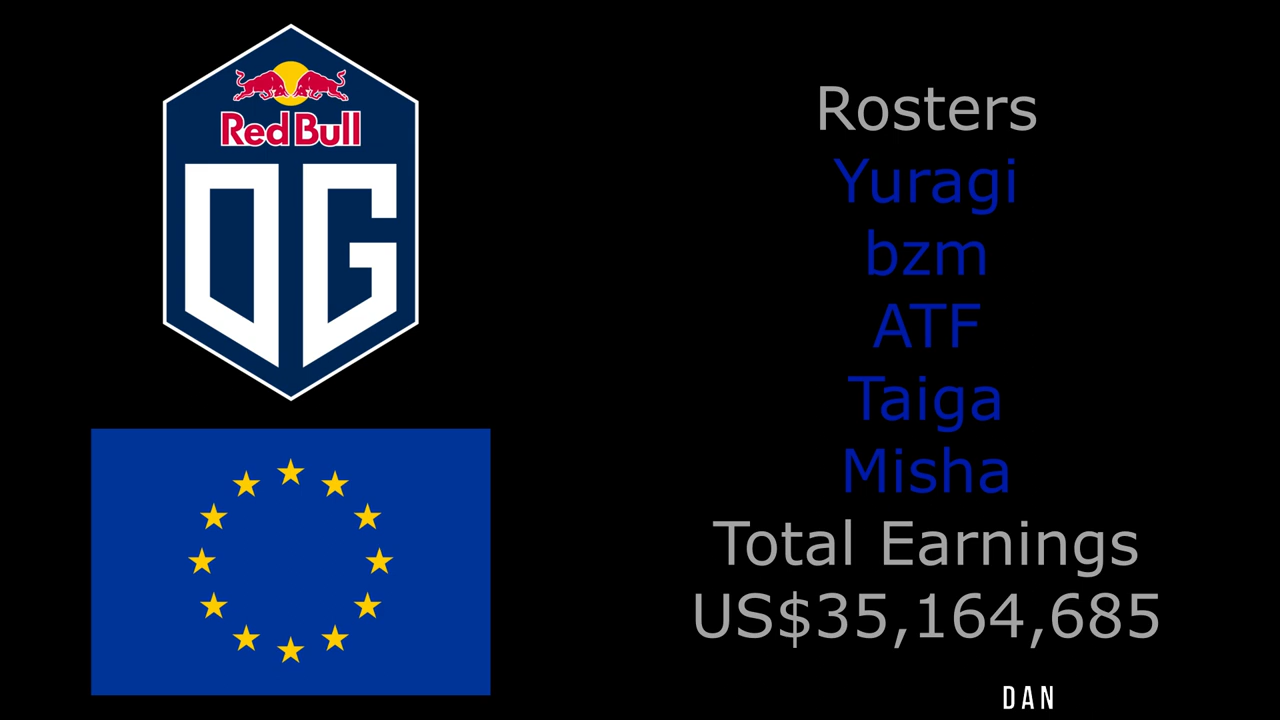 Red Bull
OG
Rosters
Yuragi
bzm
ATF
Taiga
Misha
Total Earnings
US$35,164,685
DAN